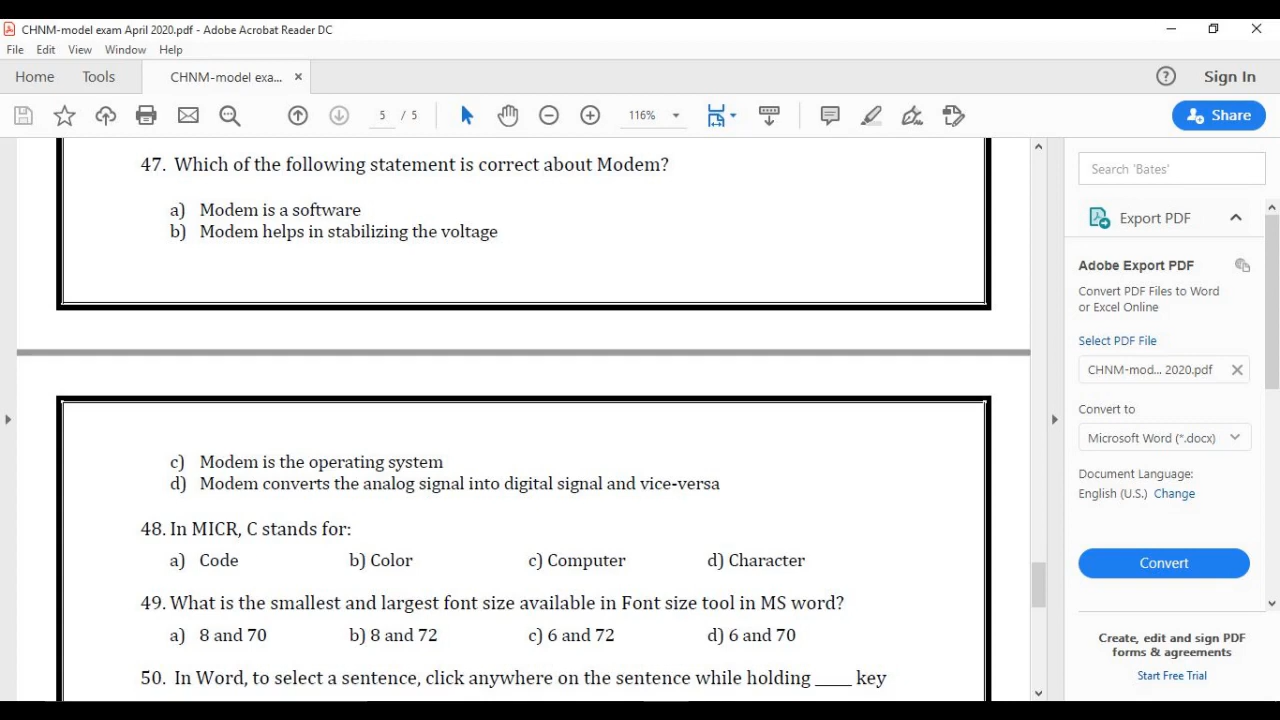 CHNM-model exam April 2020.pdf - Adobe Acrobat Reader DC
File Edit View Window Help
Home Tools CHNM-model exa... × Sign In
5 / 5 116% Share
47. Which of the following statement is correct about Modem?
a) Modem is a software
b) Modem helps in stabilizing the voltage
c) Modem is the operating system
d) Modem converts the analog signal into digital signal and vice-versa
48. In MICR, C stands for:
a) Code b) Color c) Computer d) Character
49. What is the smallest and largest font size available in Font size tool in MS word?
a) 8 and 70 b) 8 and 72 c) 6 and 72 d) 6 and 70
50. In Word, to select a sentence, click anywhere on the sentence while holding ____ key
Search 'Bates'
Export PDF
Adobe Export PDF
Convert PDF Files to Word
or Excel Online
Select PDF File
CHNM-mod... 2020.pdf
Convert to
Microsoft Word (*.docx)
Document Language:
English (U.S.) Change
Convert
Create, edit and sign PDF
forms & agreements
Start Free Trial